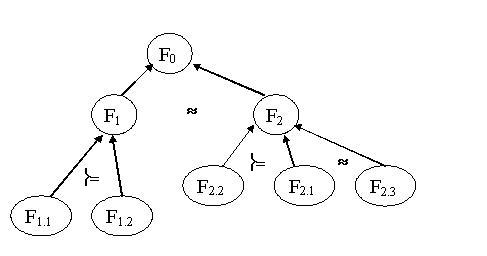 F₀
F₁ ≈ F₂
⪰ F₂.₂ ⪰ F₂.₁ ≈ F₂.₃
F₁.₁ F₁.₂